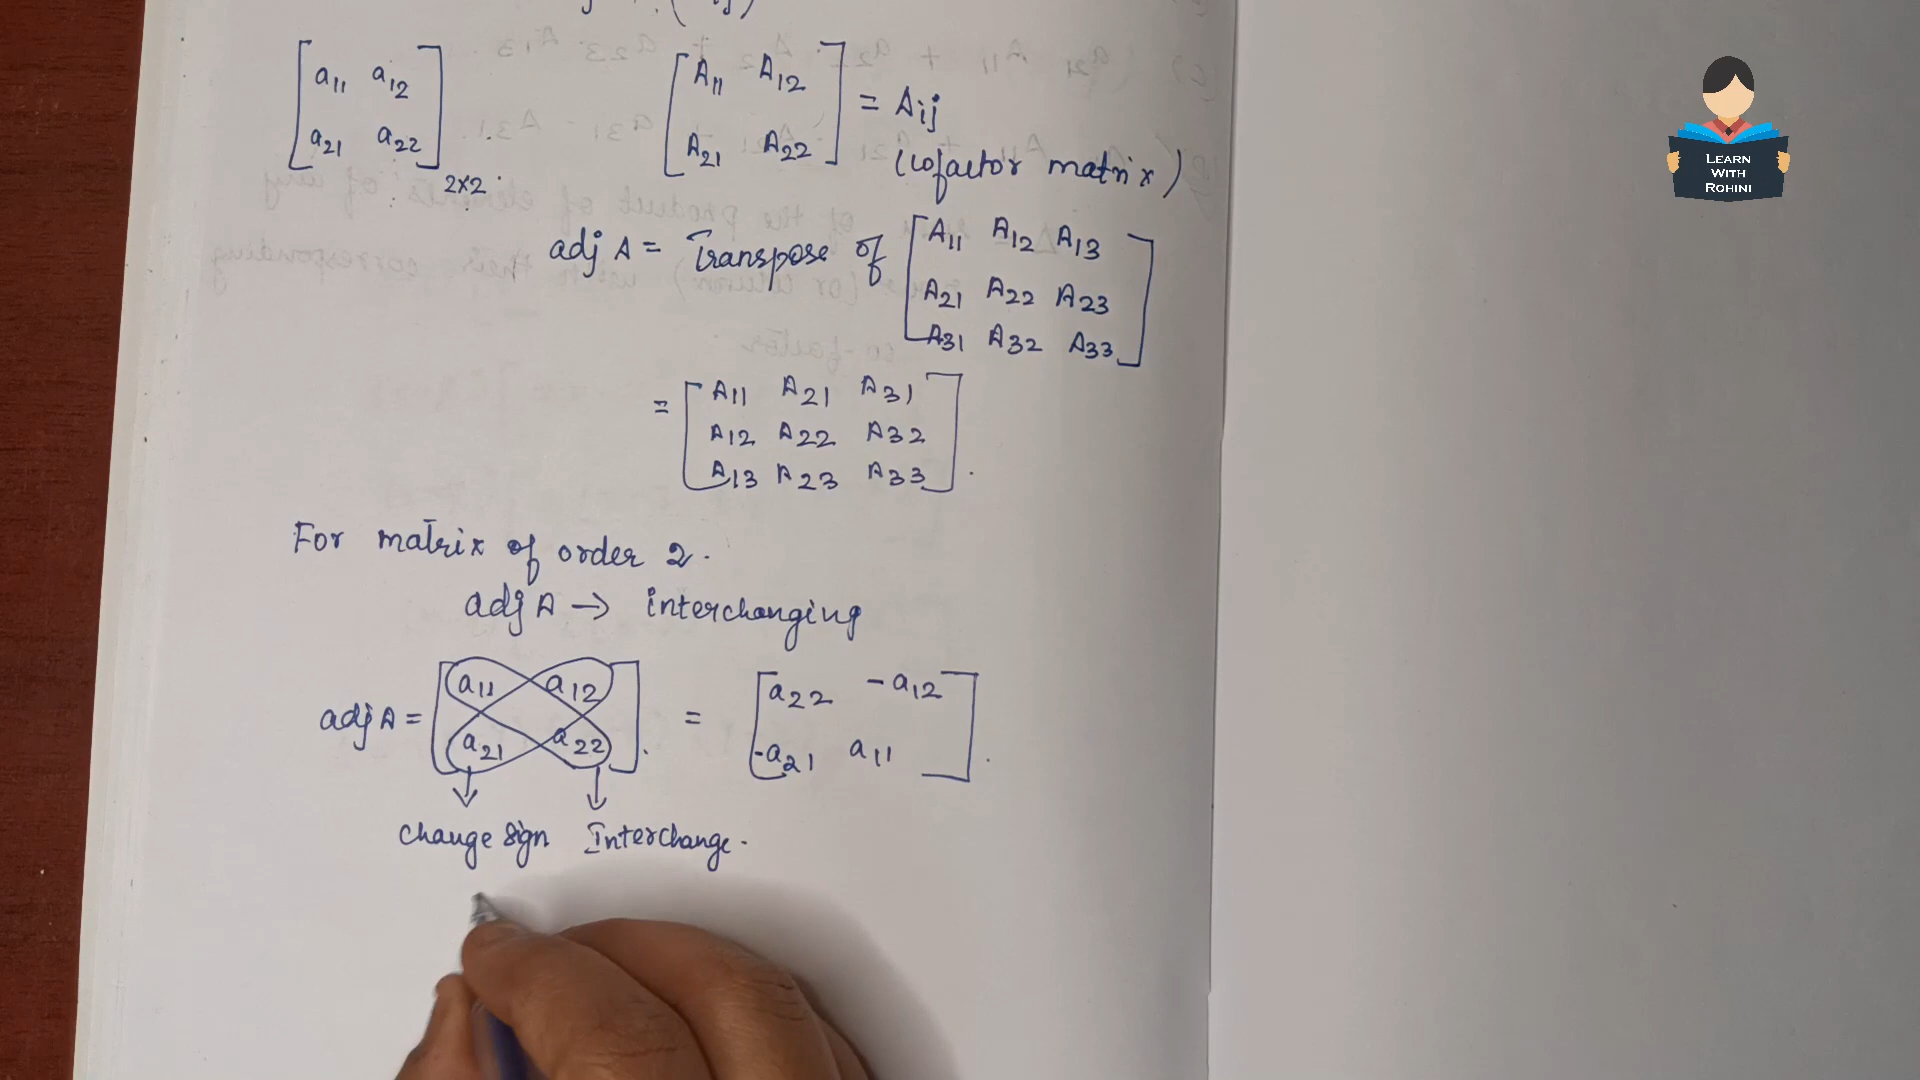 a11 a12
a21 a22
2x2.
A11 A12
A21 A22
= Aij
(cofactor matrix)
adj A = Transpose of
A11 A12 A13
A21 A22 A23
A31 A32 A33
=
A11 A21 A31
A12 A22 A32
A13 A23 A33 .
For matrix of order 2.
adj A → interchanging
adj A =
a11 a12
a21 a22 .
=
a22 -a12
-a21 a11 .
change sign Interchange.
LEARN
WITH
ROHINI